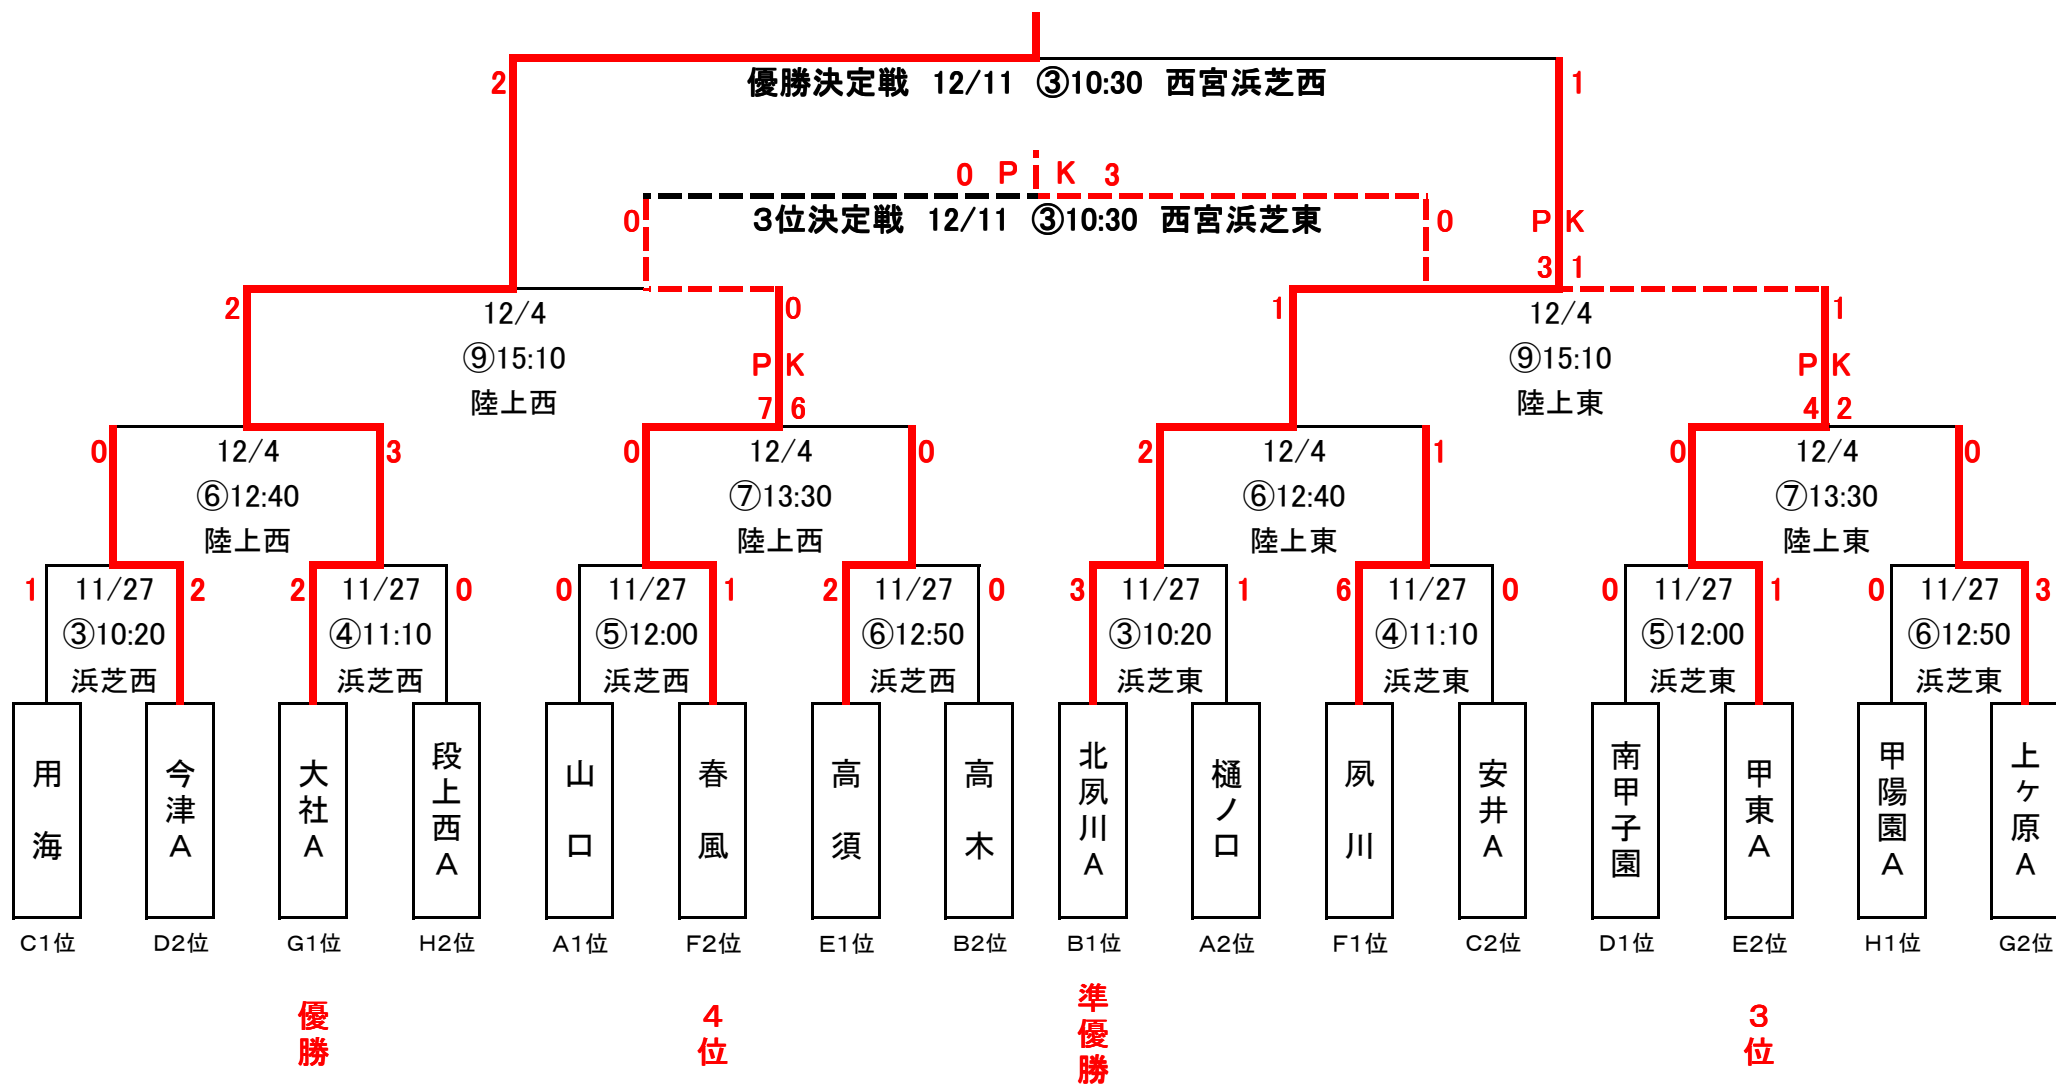 2 優勝決定戦 12/11 ③10:30 西宮浜芝西 1
0 P K 3
0 3位決定戦 12/11 ③10:30 西宮浜芝東 0 P K
3 1
2 12/4 0 1 12/4 1
⑨15:10 P K ⑨15:10 P K
陸上西 7 6 陸上東 4 2
0 12/4 3 0 12/4 0 2 12/4 1 0 12/4 0
⑥12:40 ⑦13:30 ⑥12:40 ⑦13:30
陸上西 陸上西 陸上東 陸上東
1 11/27 2 2 11/27 0 0 11/27 1 2 11/27 0 3 11/27 1 6 11/27 0 0 11/27 1 0 11/27 3
③10:20 ④11:10 ⑤12:00 ⑥12:50 ③10:20 ④11:10 ⑤12:00 ⑥12:50
浜芝西 浜芝西 浜芝西 浜芝西 浜芝東 浜芝東 浜芝東 浜芝東
用海 今津A 大社A 段上西A 山口 春風 高須 高木 北夙川A 樋ノ口 夙川 安井A 南甲子園 甲東A 甲陽園A 上ケ原A
C1位 D2位 G1位 H2位 A1位 F2位 E1位 B2位 B1位 A2位 F1位 C2位 D1位 E2位 H1位 G2位
優勝 4位 準優勝 3位